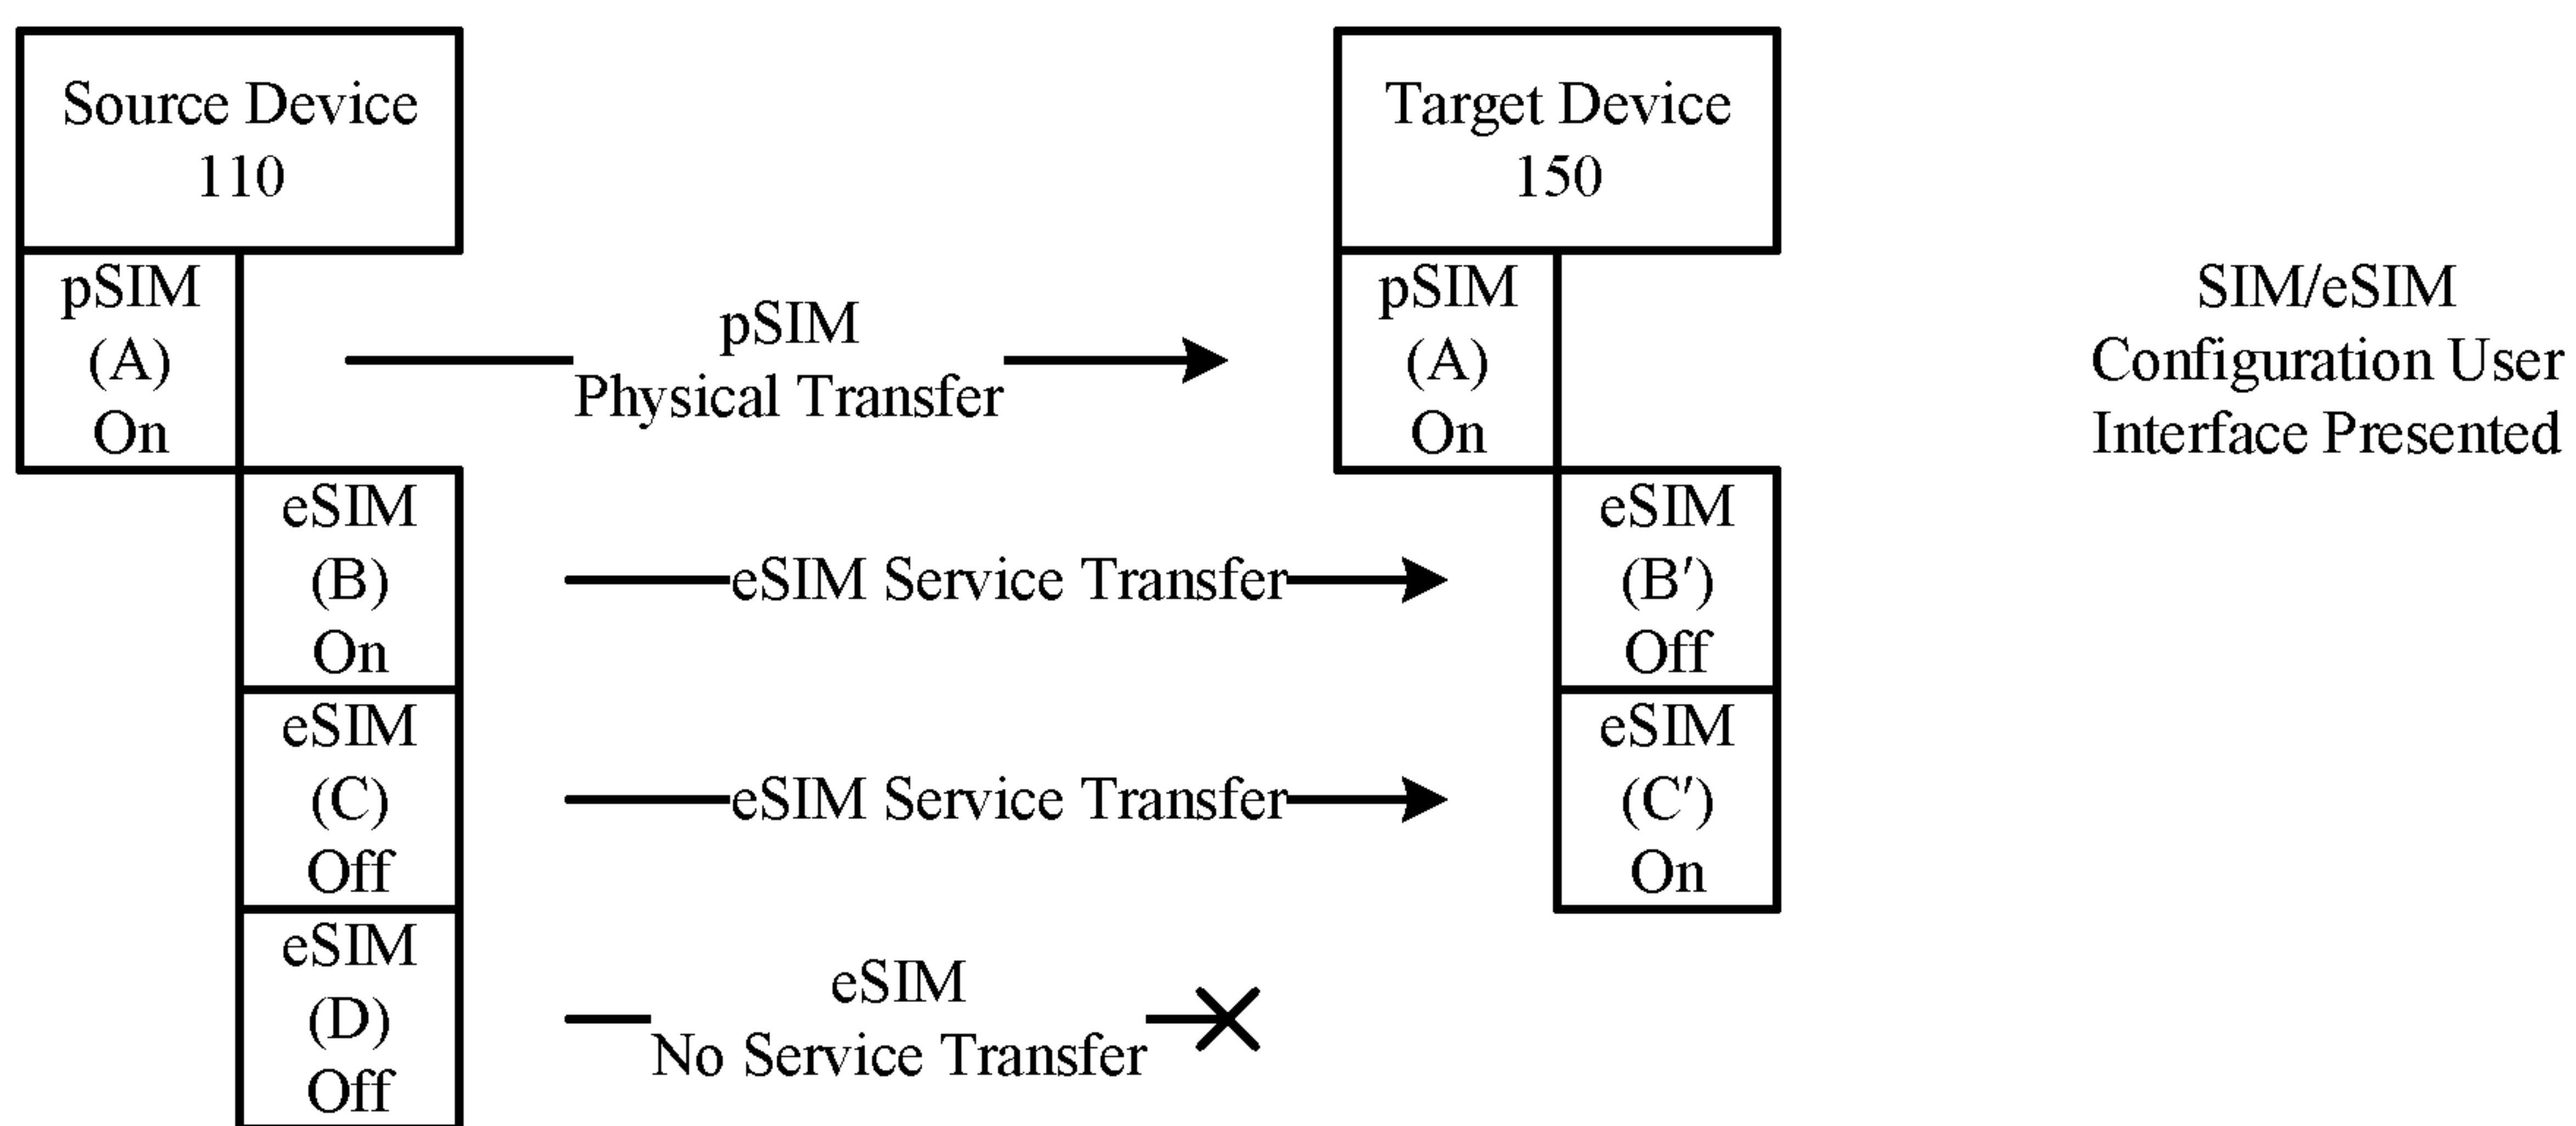 Source Device
110
Target Device
150
pSIM
(A)
On
pSIM
Physical Transfer
pSIM
(A)
On
SIM/eSIM
Configuration User
Interface Presented
eSIM
(B)
On
eSIM Service Transfer
eSIM
(B′)
Off
eSIM
(C)
Off
eSIM Service Transfer
eSIM
(C′)
On
eSIM
(D)
Off
eSIM
No Service Transfer